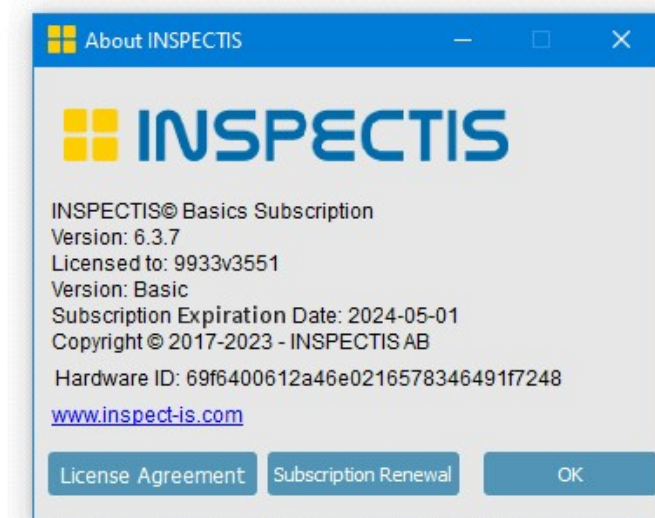 About INSPECTIS
INSPECTIS
INSPECTIS© Basics Subscription
Version: 6.3.7
Licensed to: 9933v3551
Version: Basic
Subscription Expiration Date: 2024-05-01
Copyright © 2017-2023 - INSPECTIS AB
Hardware ID: 69f6400612a46e0216578346491f7248
www.inspect-is.com
License Agreement Subscription Renewal OK